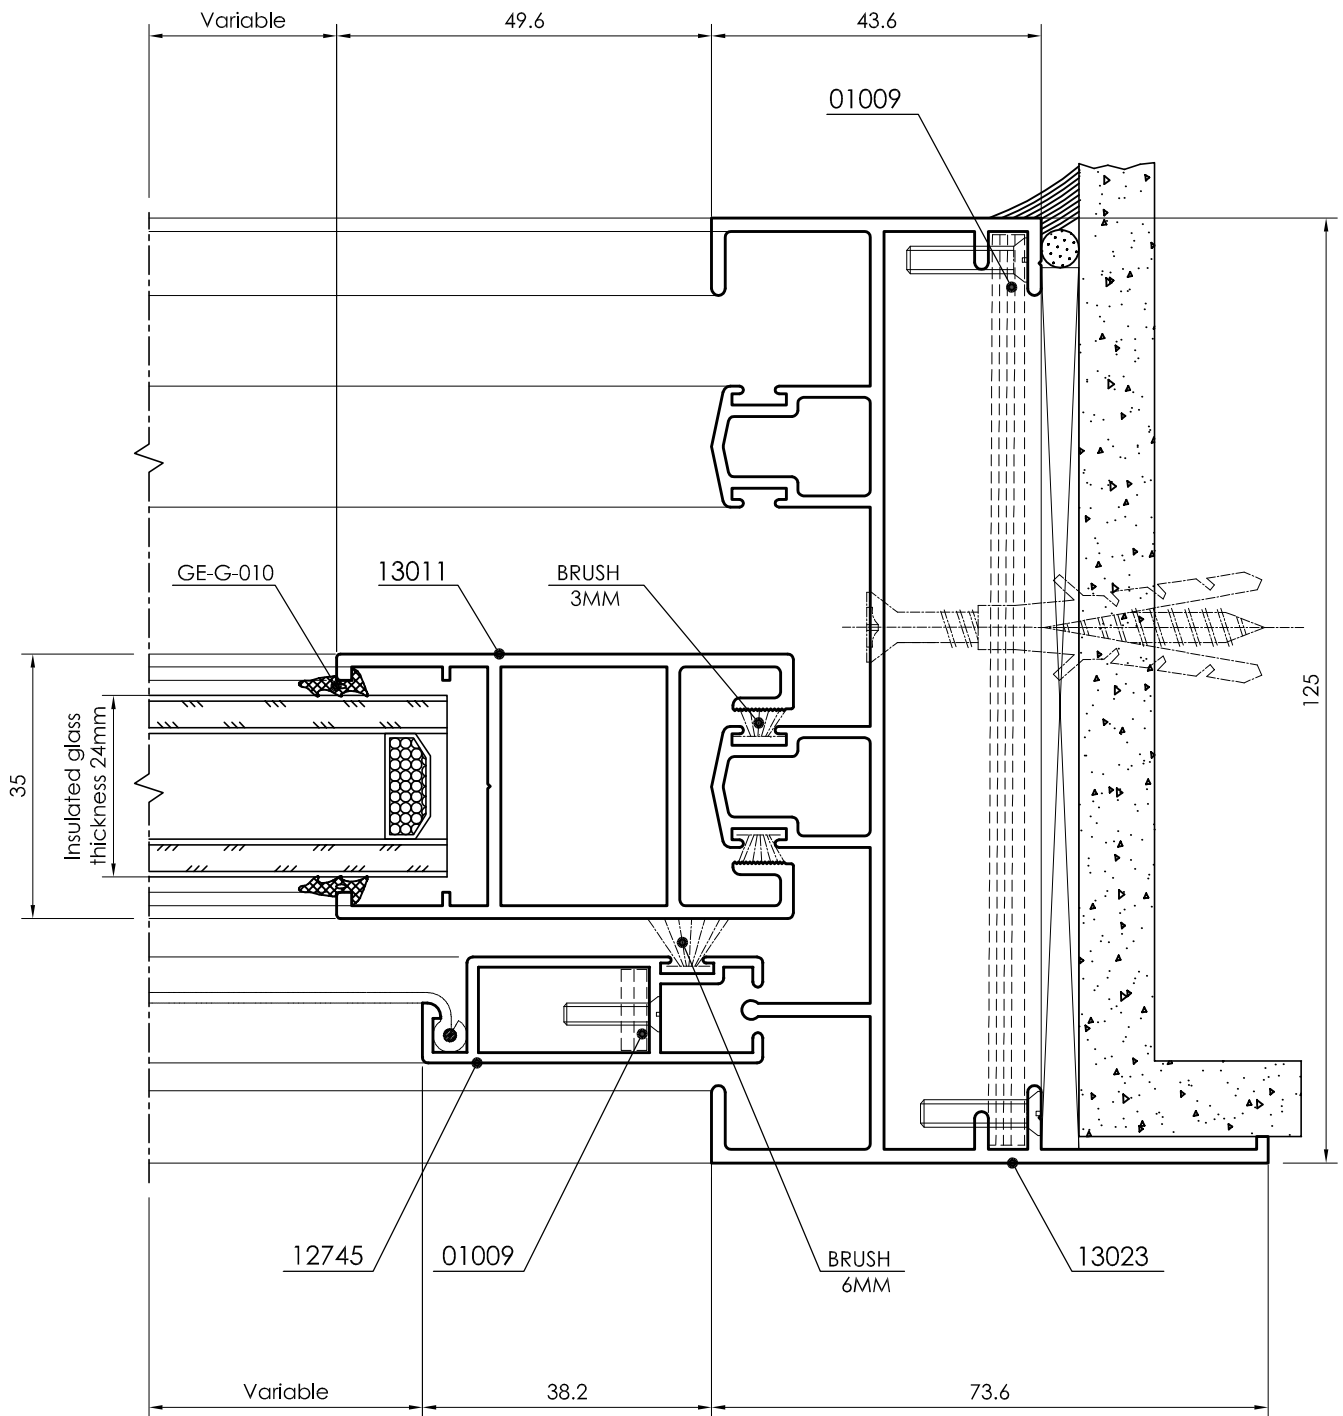 Variable
49.6
43.6
01009
GE-G-010
13011
BRUSH
3MM
125
35
Insulated glass
thickness 24mm
12745
01009
BRUSH
6MM
13023
Variable
38.2
73.6